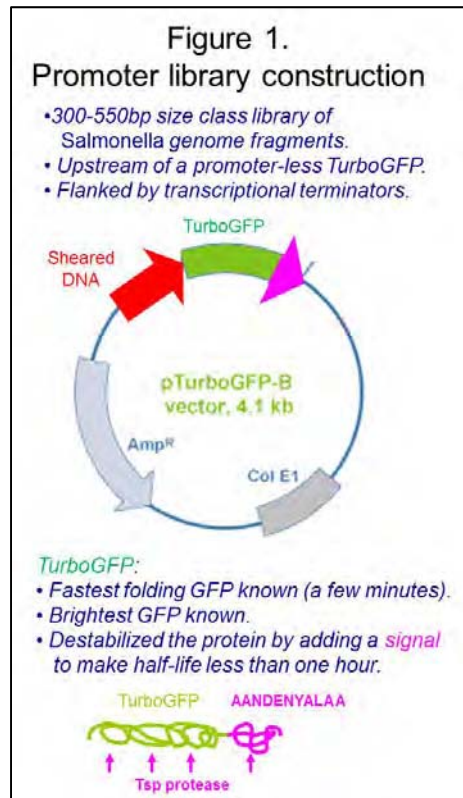 Figure 1.
Promoter library construction
•300-550bp size class library of
Salmonella genome fragments.
• Upstream of a promoter-less TurboGFP.
• Flanked by transcriptional terminators.
TurboGFP
Sheared
DNA
pTurboGFP-B
vector, 4.1 kb
AmpR
Col E1
TurboGFP:
• Fastest folding GFP known (a few minutes).
• Brightest GFP known.
• Destabilized the protein by adding a signal
to make half-life less than one hour.
TurboGFP AANDENYALAA
Tsp protease